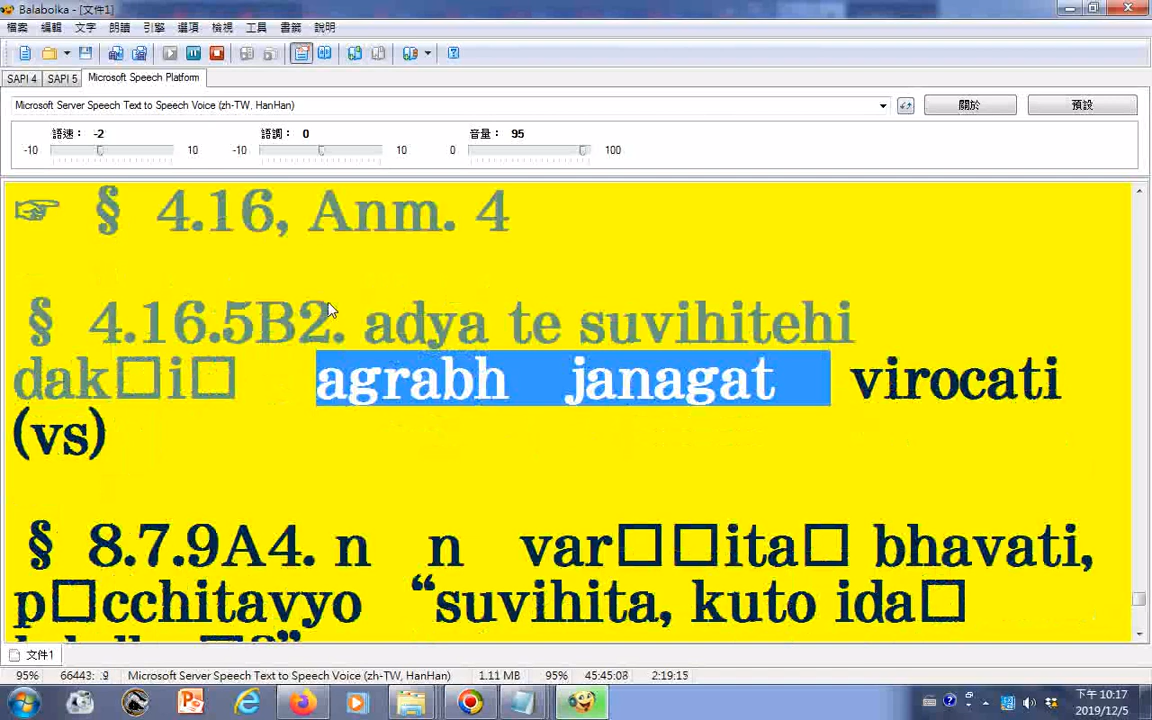 Balabolka - [文件1]
檔案 編輯 文字 朗讀 引擎 選項 檢視 工具 書籤 說明
SAPI 4 SAPI 5 Microsoft Speech Platform
Microsoft Server Speech Text to Speech Voice (zh-TW, HanHan) 關於 預設
語速: -2 語調: 0 音量: 95
-10 10 -10 10 0 100
☞ § 4.16, Anm. 4
§ 4.16.5B2. adya te suvihitehi
dak□i□ agrabh janagat virocati
(vs)
§ 8.7.9A4. n n var□□ita□ bhavati,
p□cchitavyo “suvihita, kuto ida□
文件1
95% 66443: 9 Microsoft Server Speech Text to Speech Voice (zh-TW, HanHan) 1.11 MB 95% 45:45:08 2:19:15
下午 10:17
2019/12/5